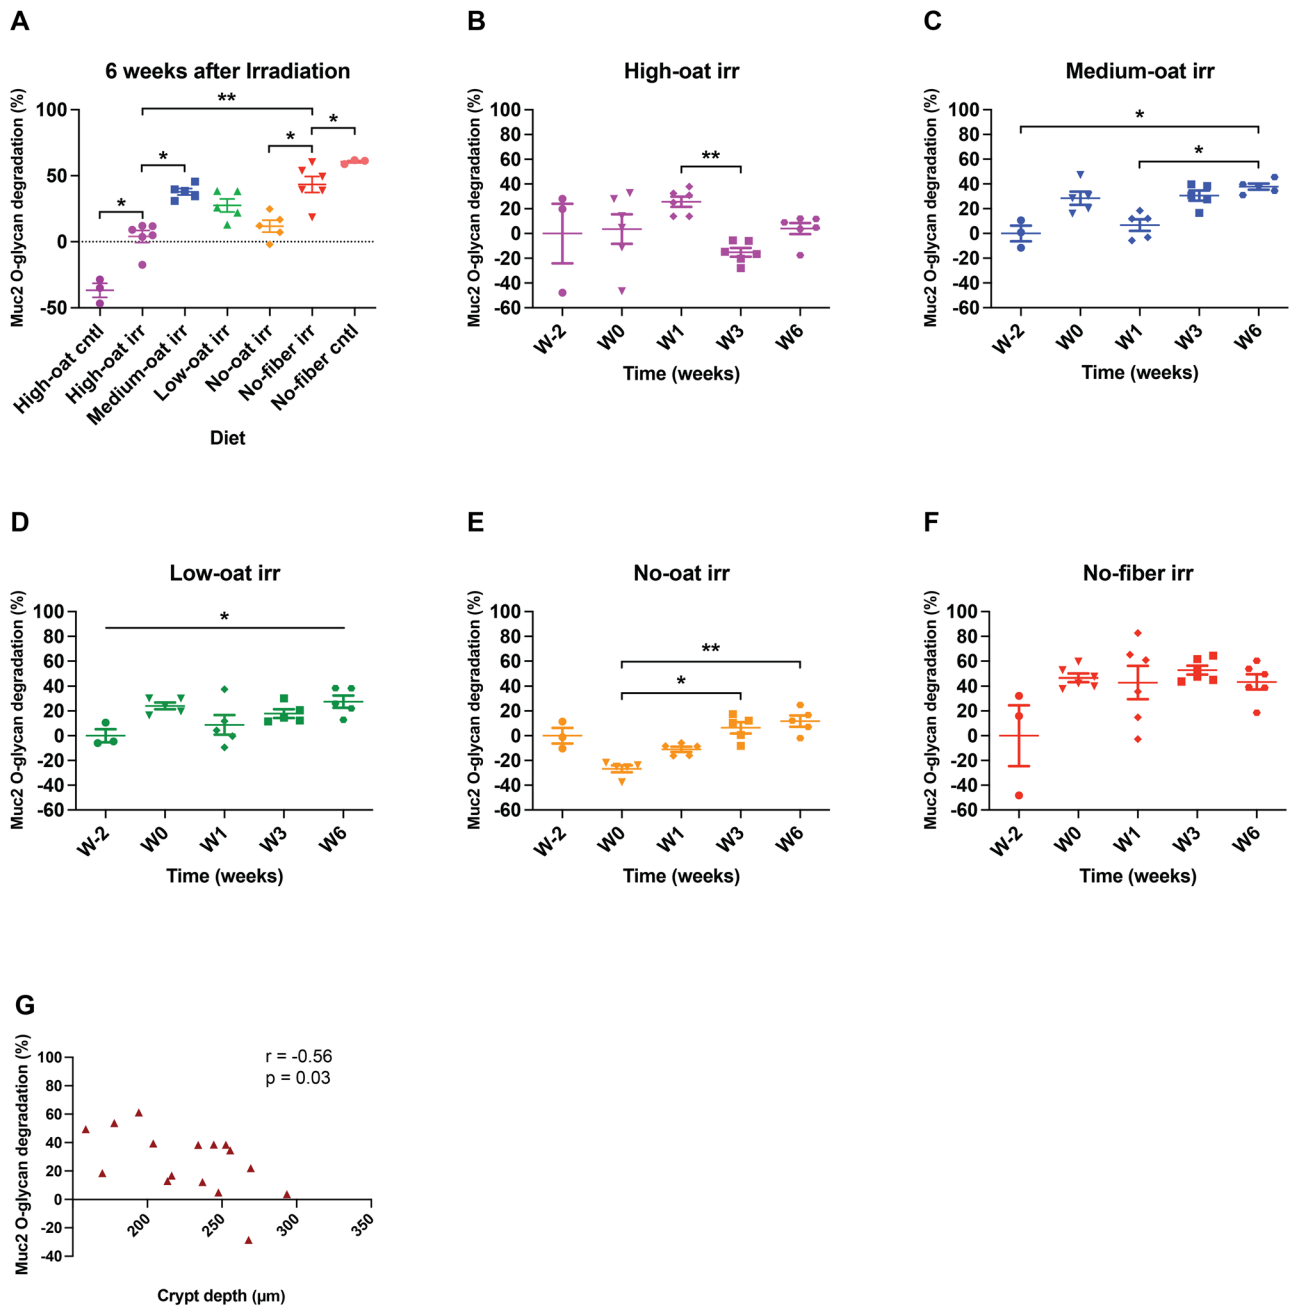 A
6 weeks after Irradiation
Muc2 O-glycan degradation (%)
100
50
0
-50
*
*
**
*
*
High-oat cntl
High-oat irr
Medium-oat irr
Low-oat irr
No-oat irr
No-fiber irr
No-fiber cntl
Diet
B
High-oat irr
Muc2 O-glycan degradation (%)
100
80
60
40
20
0
-20
-40
-60
**
W-2
W0
W1
W3
W6
Time (weeks)
C
Medium-oat irr
Muc2 O-glycan degradation (%)
100
80
60
40
20
0
-20
-40
-60
*
*
W-2
W0
W1
W3
W6
Time (weeks)
D
Low-oat irr
Muc2 O-glycan degradation (%)
100
80
60
40
20
0
-20
-40
-60
*
W-2
W0
W1
W3
W6
Time (weeks)
E
No-oat irr
Muc2 O-glycan degradation (%)
100
80
60
40
20
0
-20
-40
-60
**
*
W-2
W0
W1
W3
W6
Time (weeks)
F
No-fiber irr
Muc2 O-glycan degradation (%)
100
80
60
40
20
0
-20
-40
-60
W-2
W0
W1
W3
W6
Time (weeks)
G
Muc2 O-glycan degradation (%)
100
80
60
40
20
0
-20
-40
r = -0.56
p = 0.03
200
250
300
350
Crypt depth (µm)